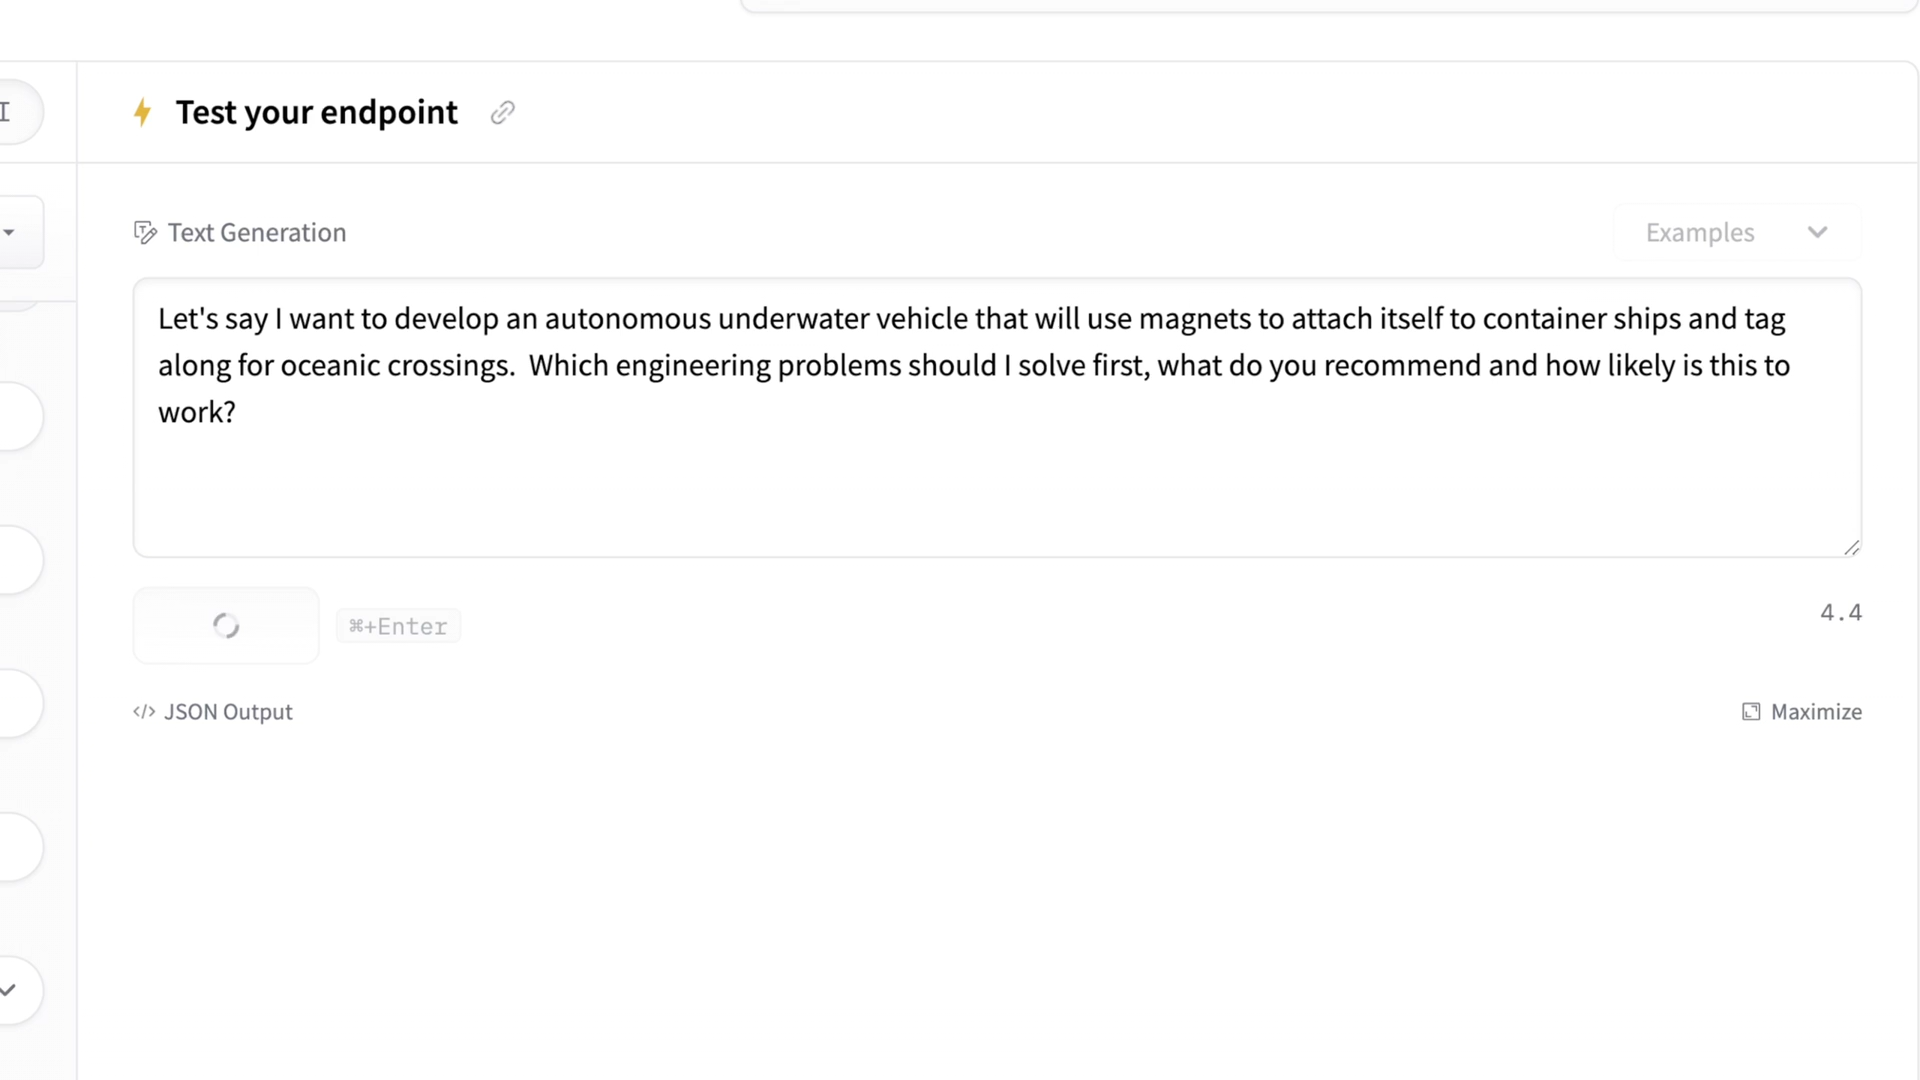 Test your endpoint
Text Generation
Examples
Let's say I want to develop an autonomous underwater vehicle that will use magnets to attach itself to container ships and tag
along for oceanic crossings.  Which engineering problems should I solve first, what do you recommend and how likely is this to
work?
⌘+Enter
4.4
</> JSON Output
Maximize